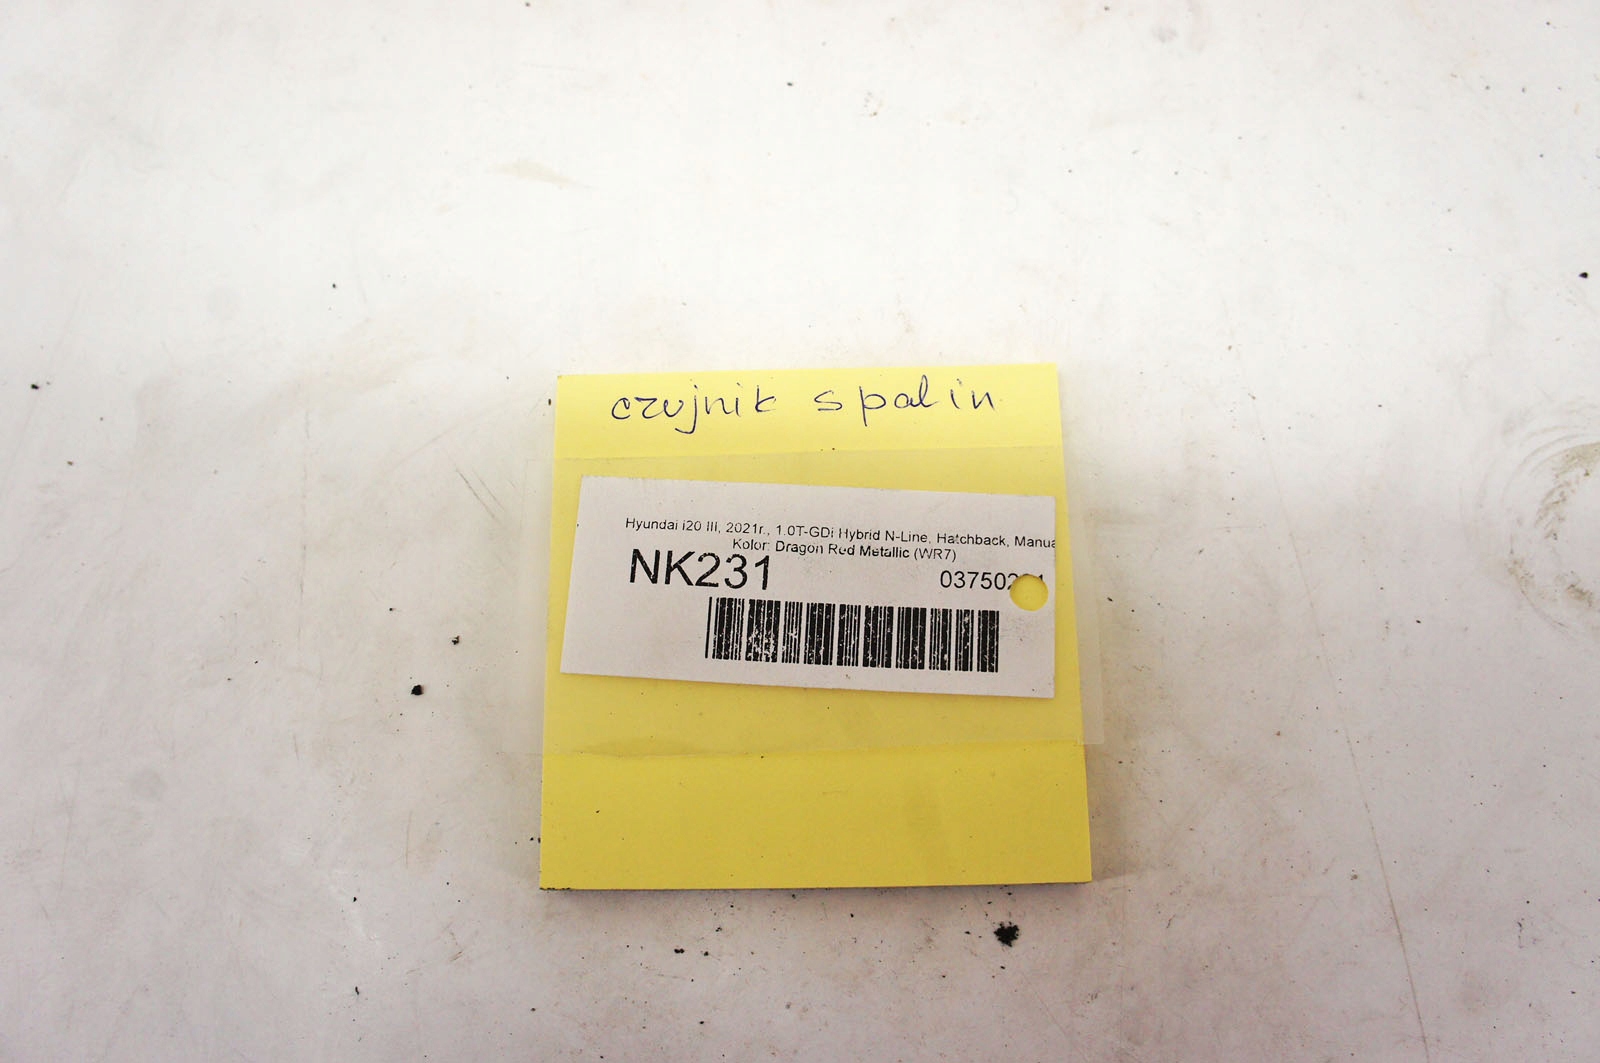 czujnik spalin
Hyundai i20 III, 2021r., 1.0T-GDi Hybrid N-Line, Hatchback, Manua
Kolor: Dragon Red Metallic (WR7)
NK231